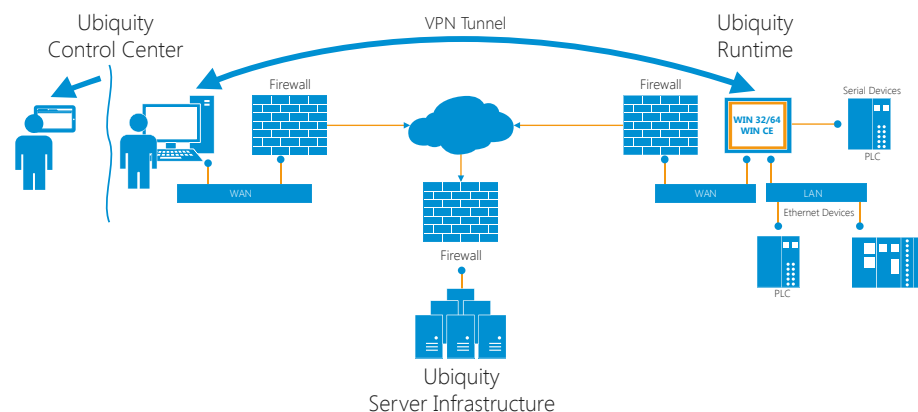 Ubiquity
Control Center
VPN Tunnel
Ubiquity
Runtime
Firewall
Firewall
Serial Devices
WIN 32/64
WIN CE
PLC
WAN
WAN
LAN
Ethernet Devices
Firewall
PLC
Ubiquity
Server Infrastructure